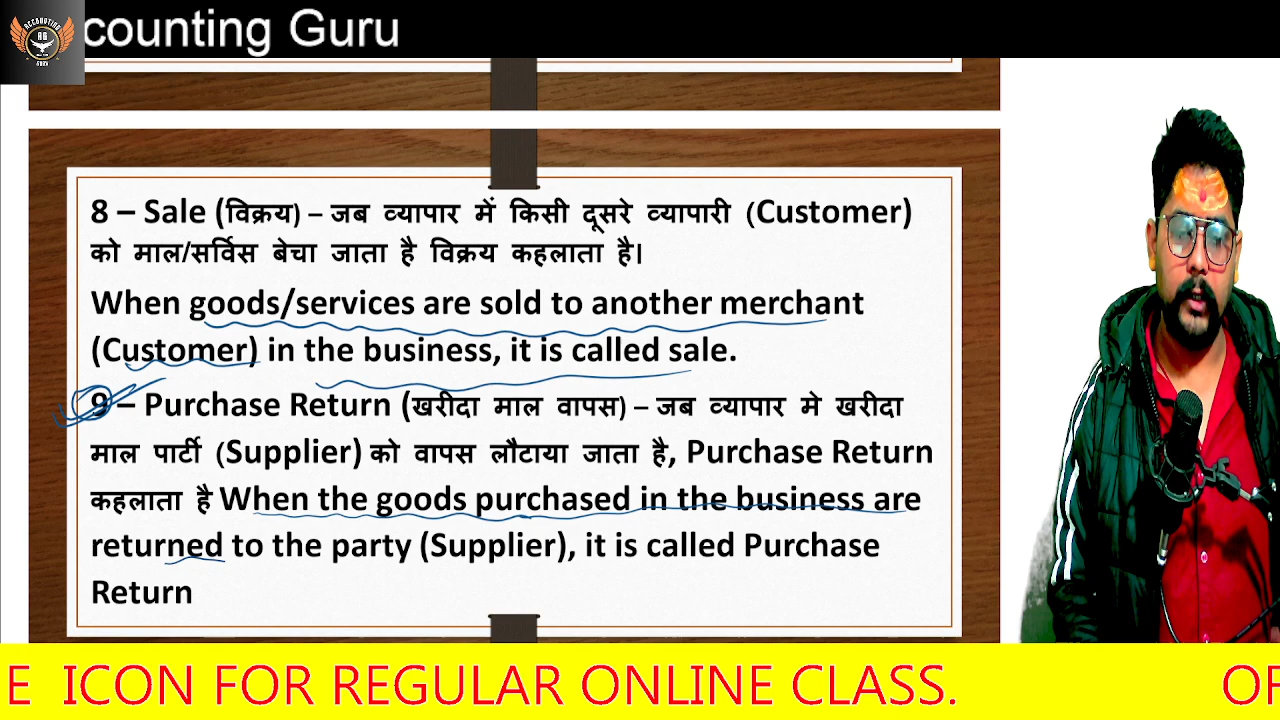 counting Guru
ACCOUNTING
AG
GURU
8 – Sale (विक्रय) – जब व्यापार में किसी दूसरे व्यापारी (Customer)
को माल/सर्विस बेचा जाता है विक्रय कहलाता है।
When goods/services are sold to another merchant
(Customer) in the business, it is called sale.
9 – Purchase Return (खरीदा माल वापस) – जब व्यापार मे खरीदा
माल पार्टी (Supplier) को वापस लौटाया जाता है, Purchase Return
कहलाता है When the goods purchased in the business are
returned to the party (Supplier), it is called Purchase
Return
E ICON FOR REGULAR ONLINE CLASS. OF